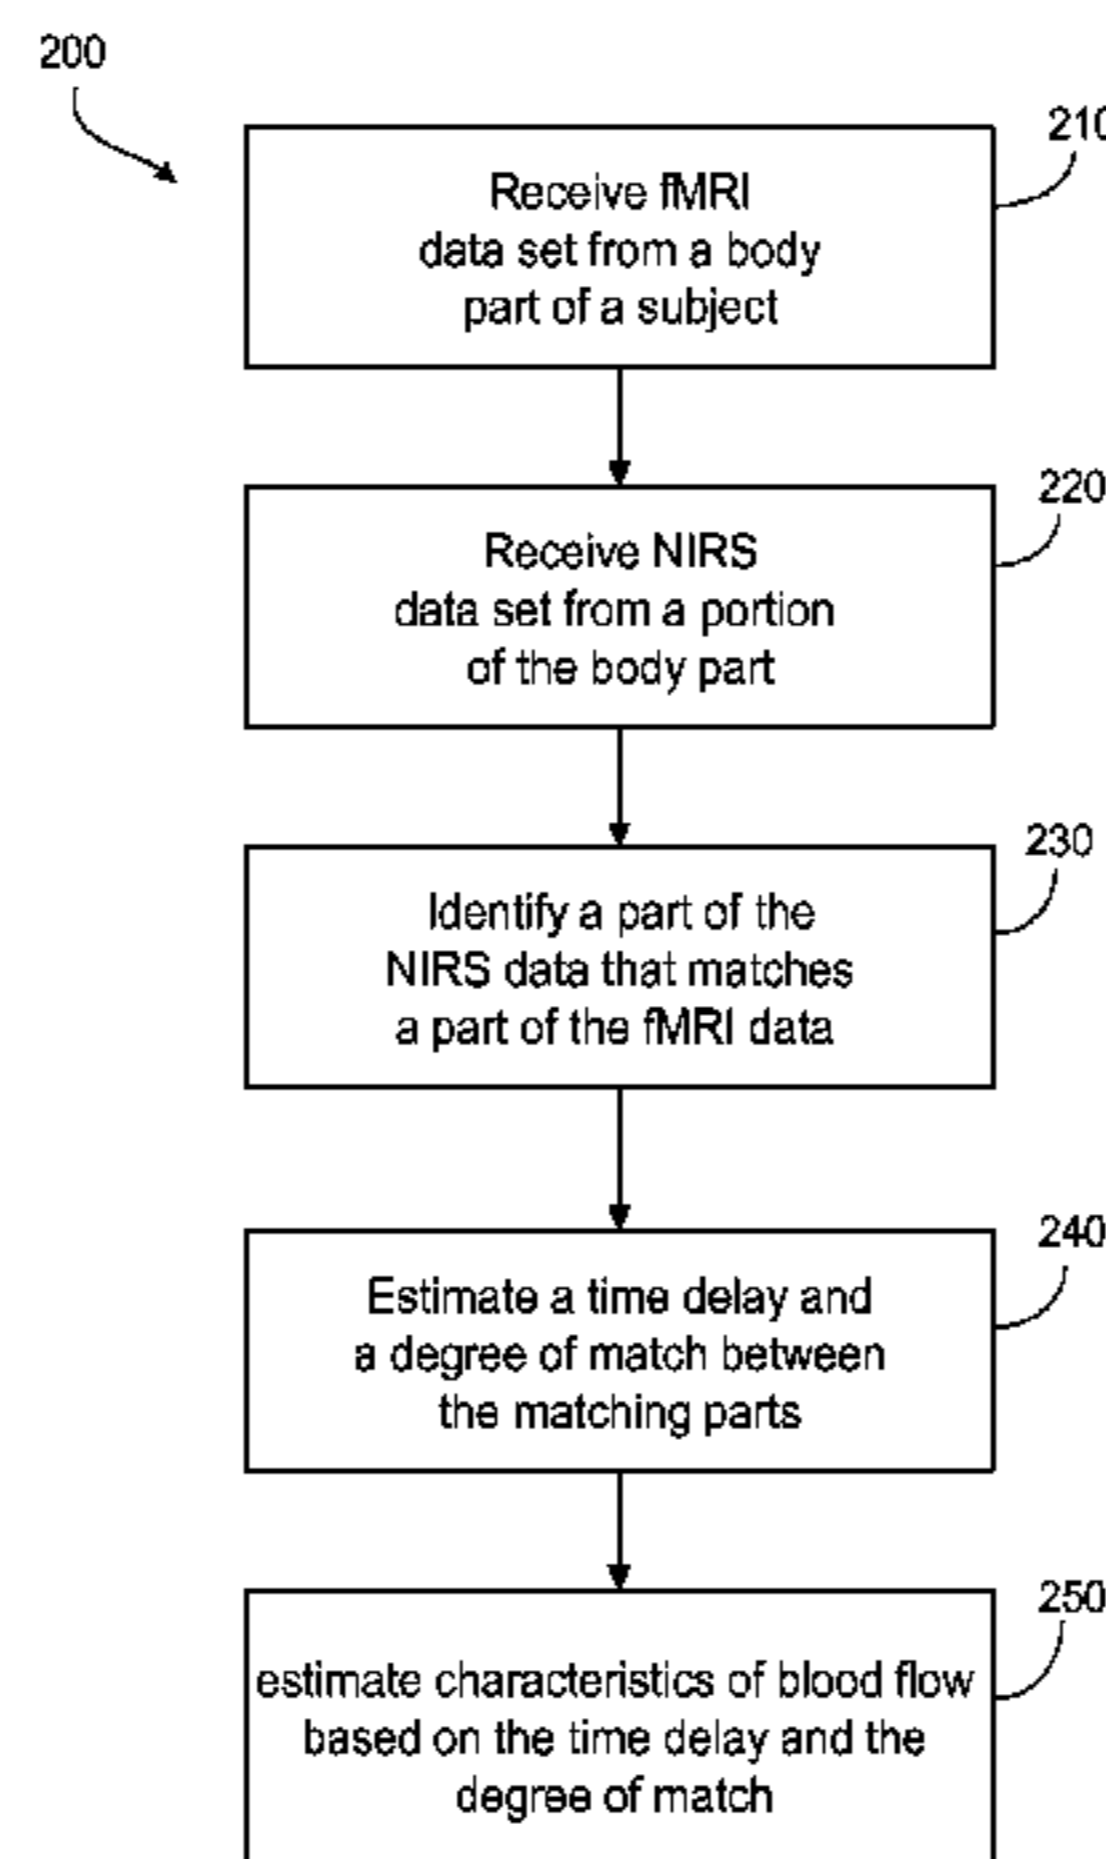 200
210
Receive fMRI
data set from a body
part of a subject
220
Receive NIRS
data set from a portion
of the body part
230
Identify a part of the
NIRS data that matches
a part of the fMRI data
240
Estimate a time delay and
a degree of match between
the matching parts
250
estimate characteristics of blood flow
based on the time delay and the
degree of match